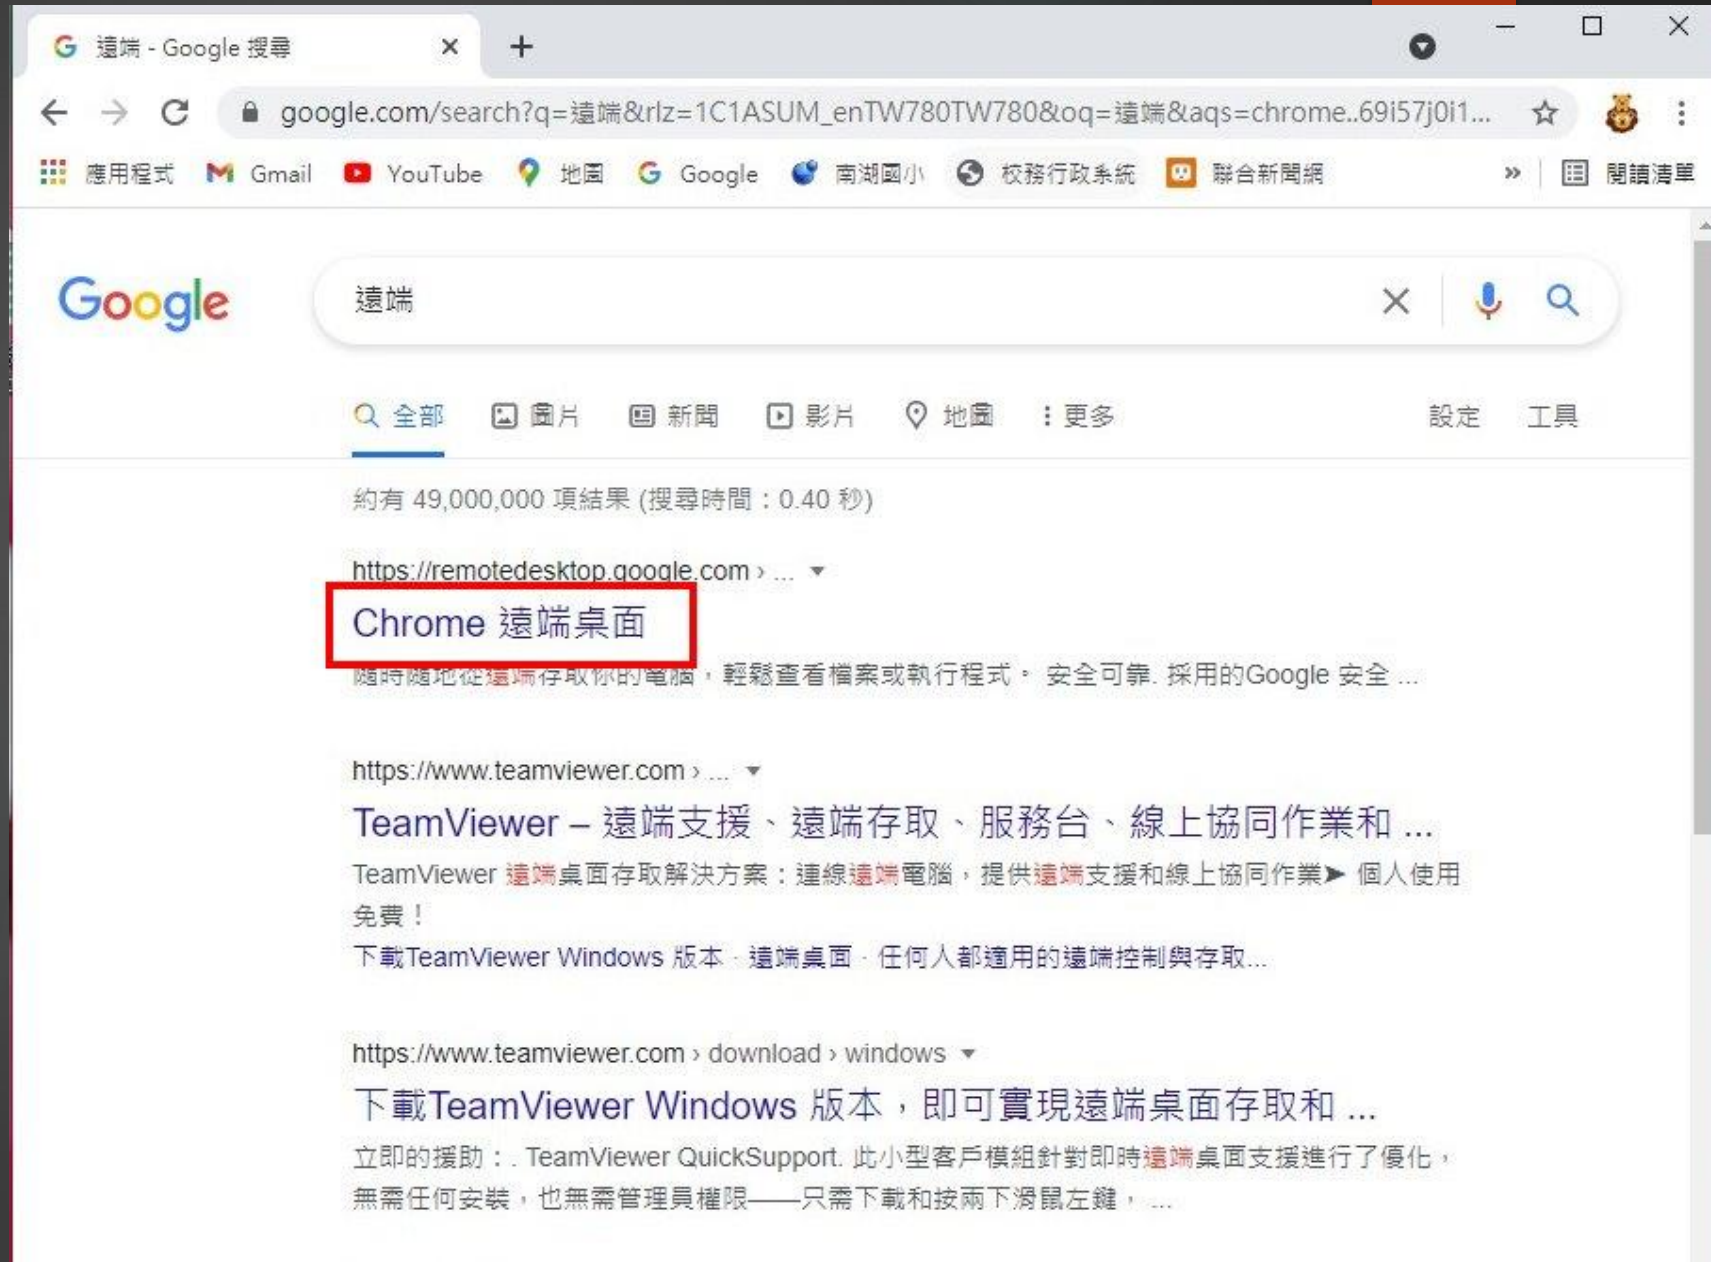 遠端 - Google 搜尋
google.com/search?q=遠端&rlz=1C1ASUM_enTW780TW780&oq=遠端&aqs=chrome..69i57j0i1...
應用程式 Gmail YouTube 地圖 Google 南湖國小 校務行政系統 聯合新聞網 » 閱讀清單
Google 遠端
全部 圖片 新聞 影片 地圖 更多 設定 工具
約有 49,000,000 項結果 (搜尋時間：0.40 秒)
https://remotedesktop.google.com › ...
Chrome 遠端桌面
隨時隨地從遠端存取你的電腦，輕鬆查看檔案或執行程式。 安全可靠. 採用的Google 安全 ...
https://www.teamviewer.com › ...
TeamViewer – 遠端支援、遠端存取、服務台、線上協同作業和 ...
TeamViewer 遠端桌面存取解決方案：連線遠端電腦，提供遠端支援和線上協同作業➤ 個人使用
免費！
下載TeamViewer Windows 版本 · 遠端桌面 · 任何人都適用的遠端控制與存取...
https://www.teamviewer.com › download › windows
下載TeamViewer Windows 版本，即可實現遠端桌面存取和 ...
立即的援助：. TeamViewer QuickSupport. 此小型客戶模組針對即時遠端桌面支援進行了優化，
無需任何安裝，也無需管理員權限——只需下載和按兩下滑鼠左鍵， ...